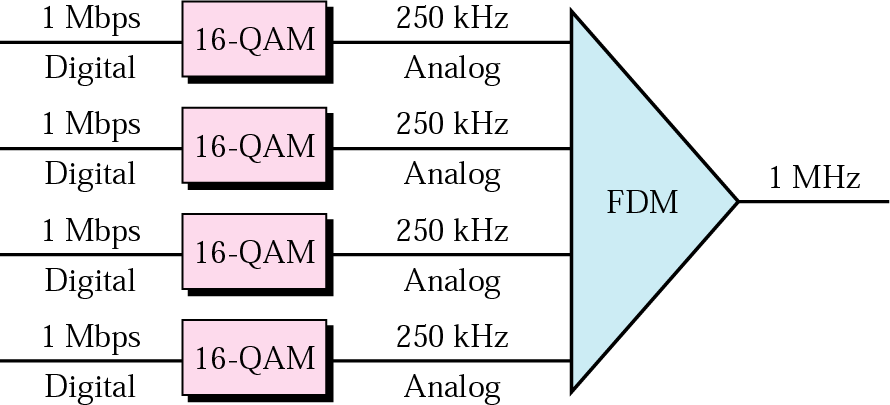 1 Mbps
16-QAM
250 kHz
Digital
Analog
1 Mbps
16-QAM
250 kHz
Digital
Analog
1 MHz
FDM
1 Mbps
16-QAM
250 kHz
Digital
Analog
1 Mbps
16-QAM
250 kHz
Digital
Analog